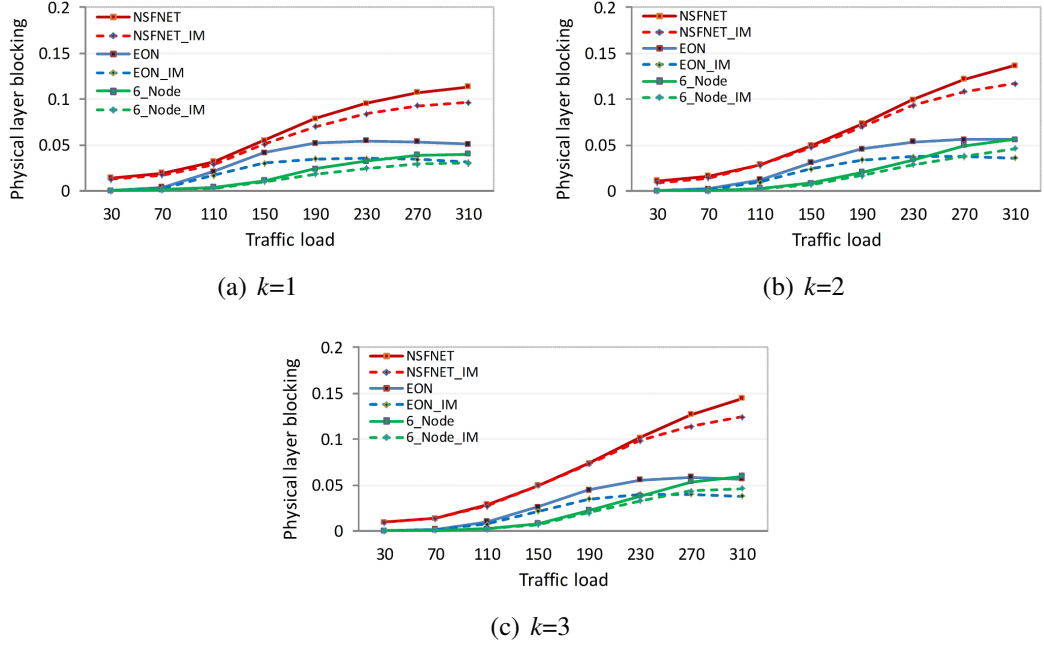 0.2
0.15
0.1
0.05
0
Physical layer blocking
NSFNET
NSFNET_IM
EON
EON_IM
6_Node
6_Node_IM
30 70 110 150 190 230 270 310
Traffic load
(a) k=1
0.2
0.15
0.1
0.05
0
Physical layer blocking
NSFNET
NSFNET_IM
EON
EON_IM
6_Node
6_Node_IM
30 70 110 150 190 230 270 310
Traffic load
(b) k=2
0.2
0.15
0.1
0.05
0
Physical layer blocking
NSFNET
NSFNET_IM
EON
EON_IM
6_Node
6_Node_IM
30 70 110 150 190 230 270 310
Traffic load
(c) k=3